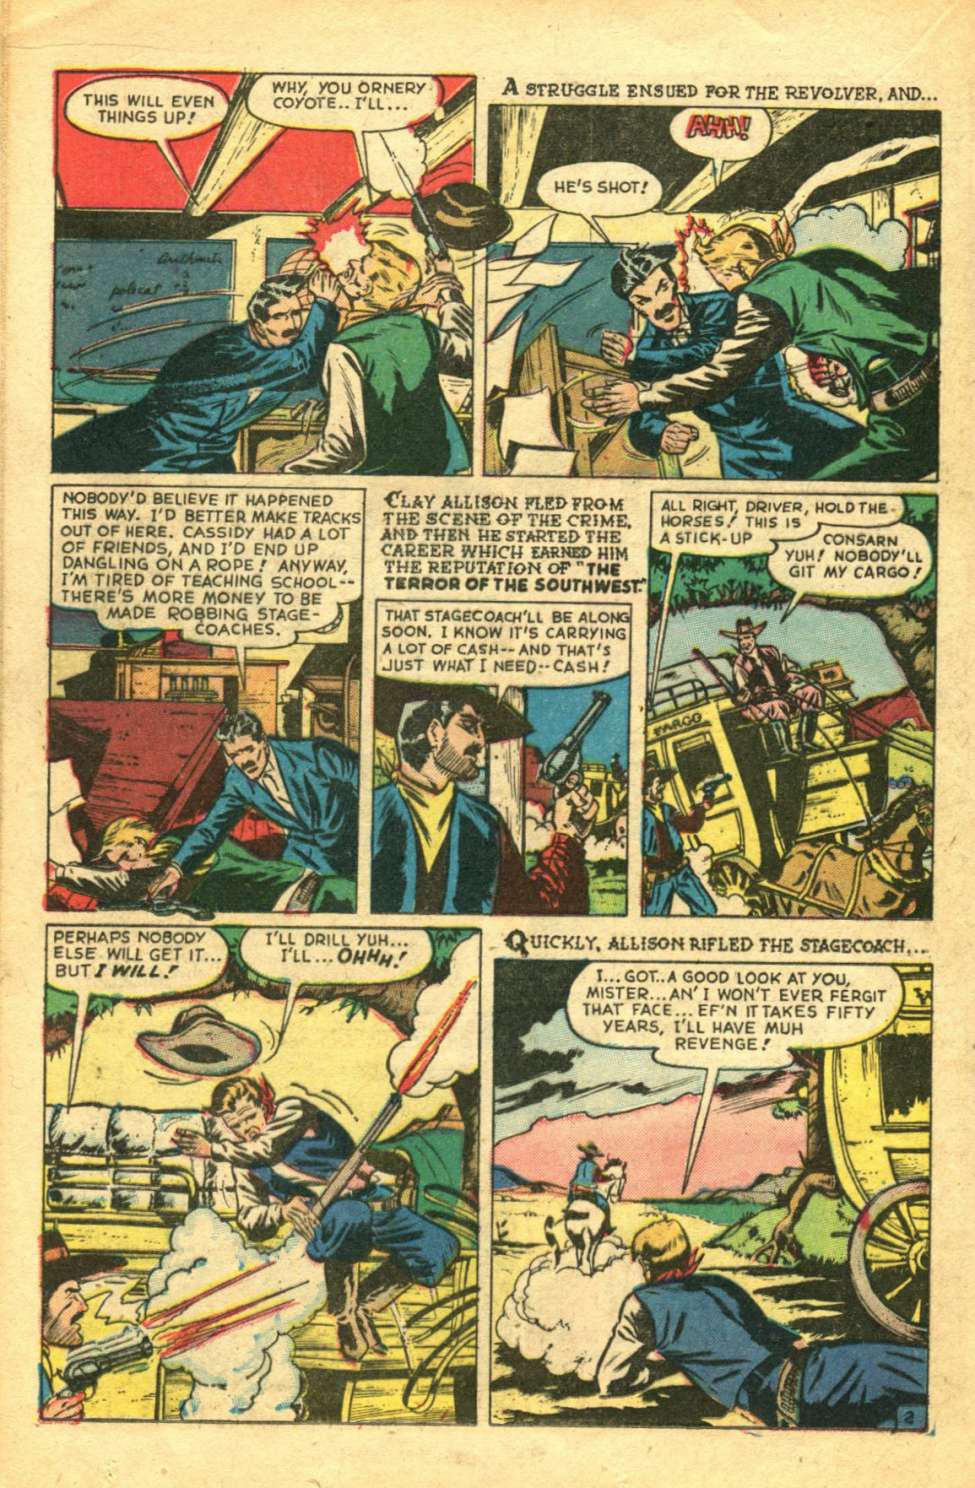 THIS WILL EVEN
THINGS UP!
WHY, YOU ORNERY
COYOTE.. I'LL...
Arithmetic
polecat
A STRUGGLE ENSUED FOR THE REVOLVER, AND...
AHH!
HE'S SHOT!
NOBODY'D BELIEVE IT HAPPENED
THIS WAY. I'D BETTER MAKE TRACKS
OUT OF HERE. CASSIDY HAD A LOT
OF FRIENDS, AND I'D END UP
DANGLING ON A ROPE! ANYWAY,
I'M TIRED OF TEACHING SCHOOL--
THERE'S MORE MONEY TO BE
MADE ROBBING STAGE-
COACHES.
CLAY ALLISON FLED FROM
THE SCENE OF THE CRIME,
AND THEN HE STARTED THE
CAREER WHICH EARNED HIM
THE REPUTATION OF "THE
TERROR OF THE SOUTHWEST."
THAT STAGECOACH'LL BE ALONG
SOON. I KNOW IT'S CARRYING
A LOT OF CASH-- AND THAT'S
JUST WHAT I NEED--CASH!
ALL RIGHT, DRIVER, HOLD THE
HORSES! THIS IS
A STICK-UP
CONSARN
YUH! NOBODY'LL
GIT MY CARGO!
FARGO
PERHAPS NOBODY
ELSE WILL GET IT...
BUT I WILL!
I'LL DRILL YUH...
I'LL... OHHH!
QUICKLY, ALLISON RIFLED THE STAGECOACH,...
I...GOT..A GOOD LOOK AT YOU,
MISTER...AN' I WON'T EVER FERGIT
THAT FACE...EF'N IT TAKES FIFTY
YEARS, I'LL HAVE MUH
REVENGE!
W
2